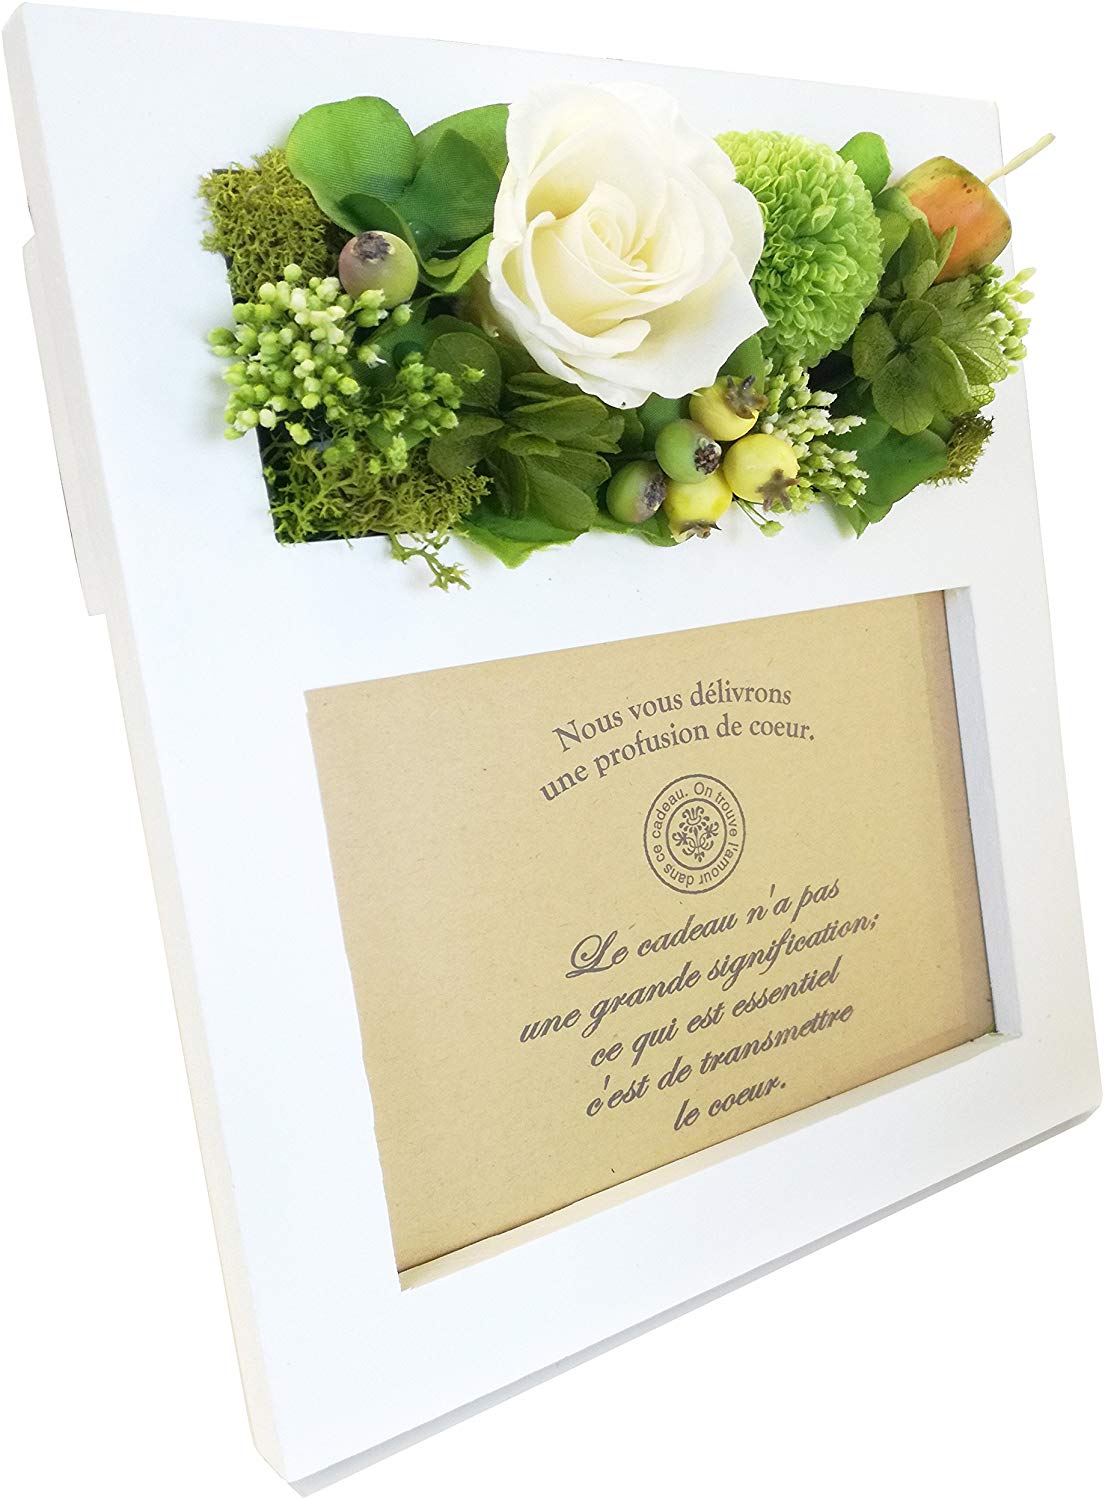 Nous vous délivrons
une profusion de coeur.
On trouve l'amour dans ce cadeau.
Le cadeau n'a pas
une grande signification;
ce qui est essentiel
c'est de transmettre
le coeur.